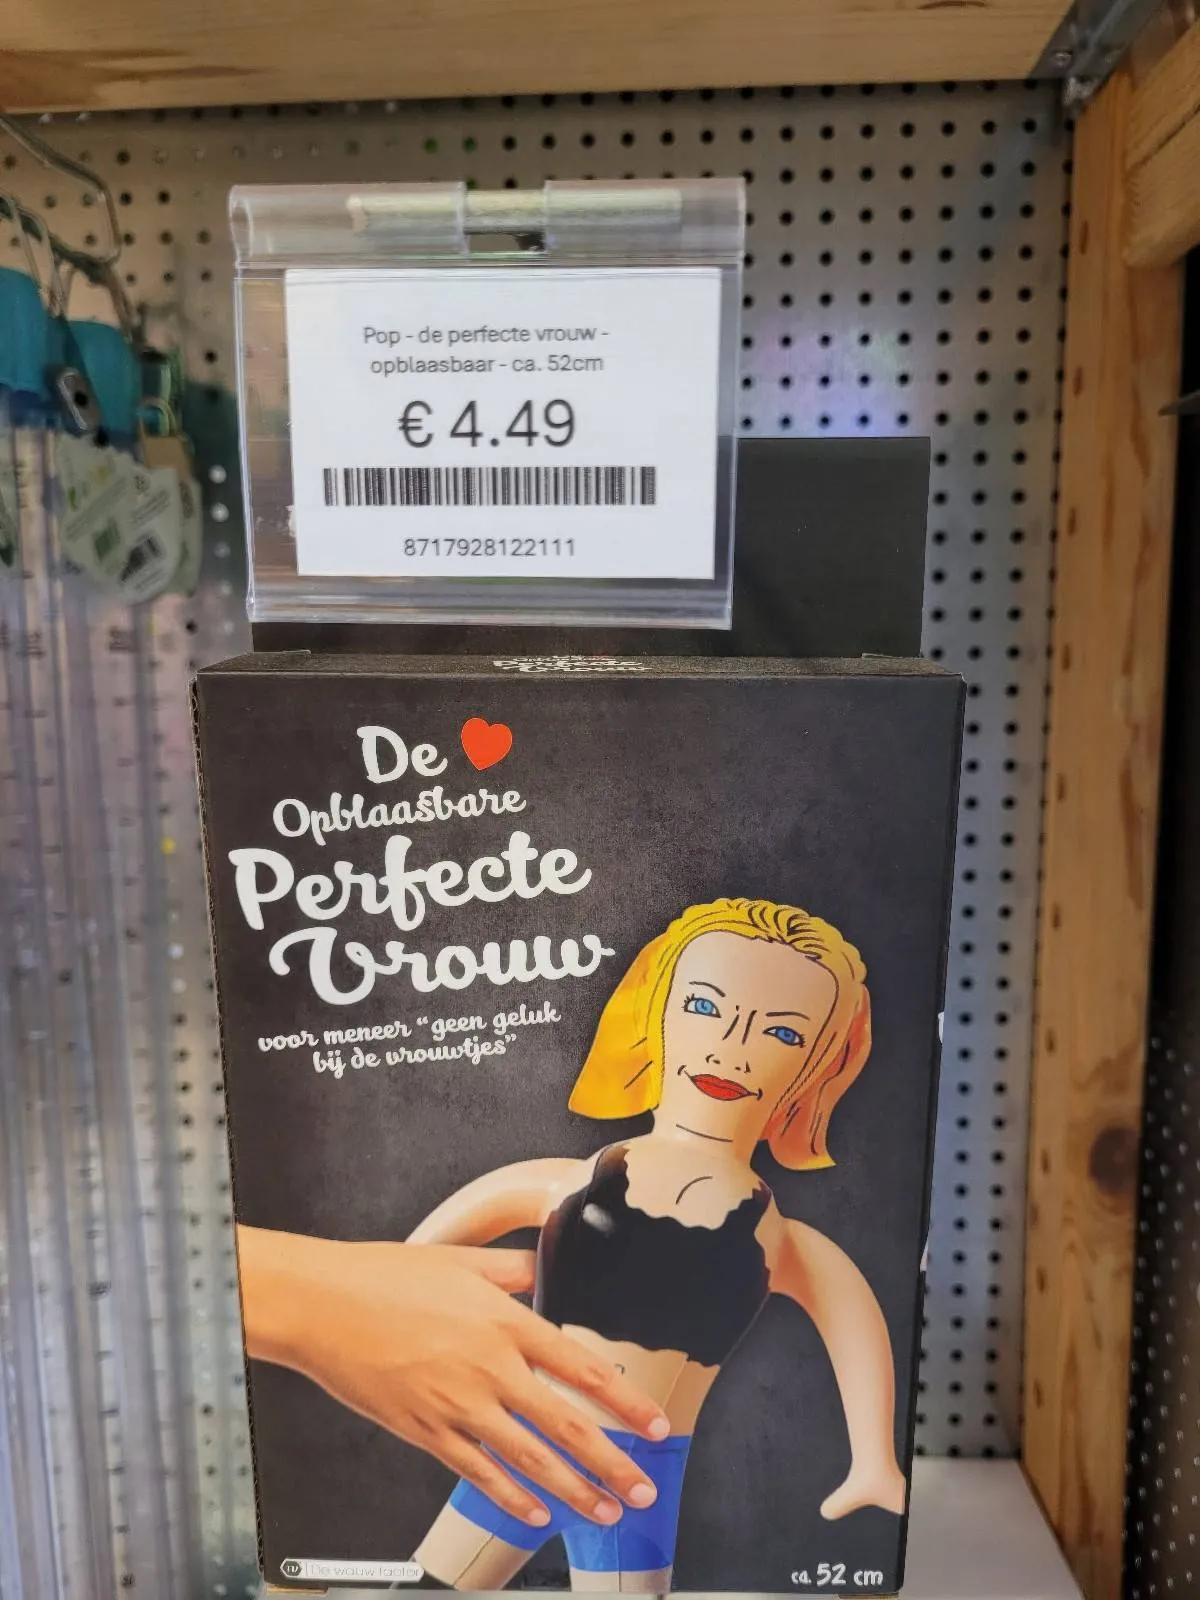 Pop - de perfecte vrouw -
opblaasbaar - ca. 52cm
€ 4.49
8717928122111
Perfecte
De
Opblaasbare
Perfecte
Vrouw
voor meneer “geen geluk
bij de vrouwtjes”
De wauw factor
ca. 52 cm